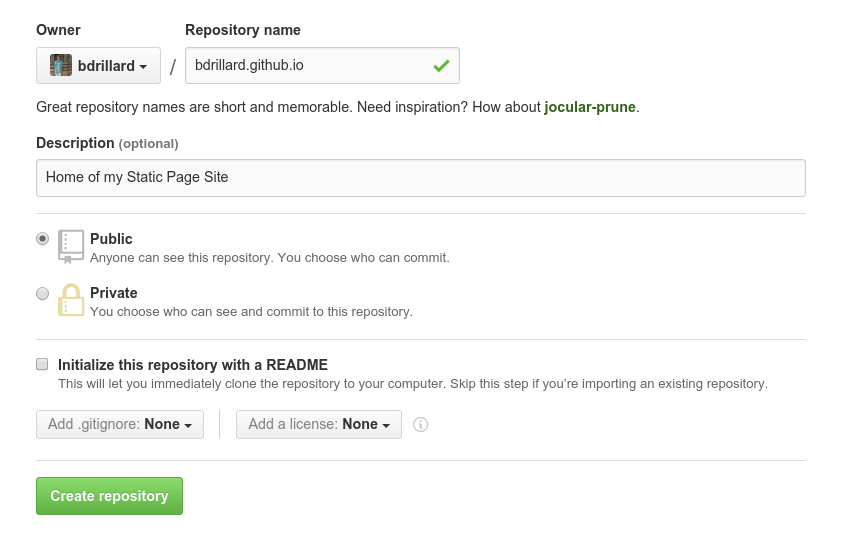 Owner Repository name
bdrillard / bdrillard.github.io
Great repository names are short and memorable. Need inspiration? How about jocular-prune.
Description (optional)
Home of my Static Page Site
Public
Anyone can see this repository. You choose who can commit.
Private
You choose who can see and commit to this repository.
Initialize this repository with a README
This will let you immediately clone the repository to your computer. Skip this step if you’re importing an existing repository.
Add .gitignore: None Add a license: None
Create repository